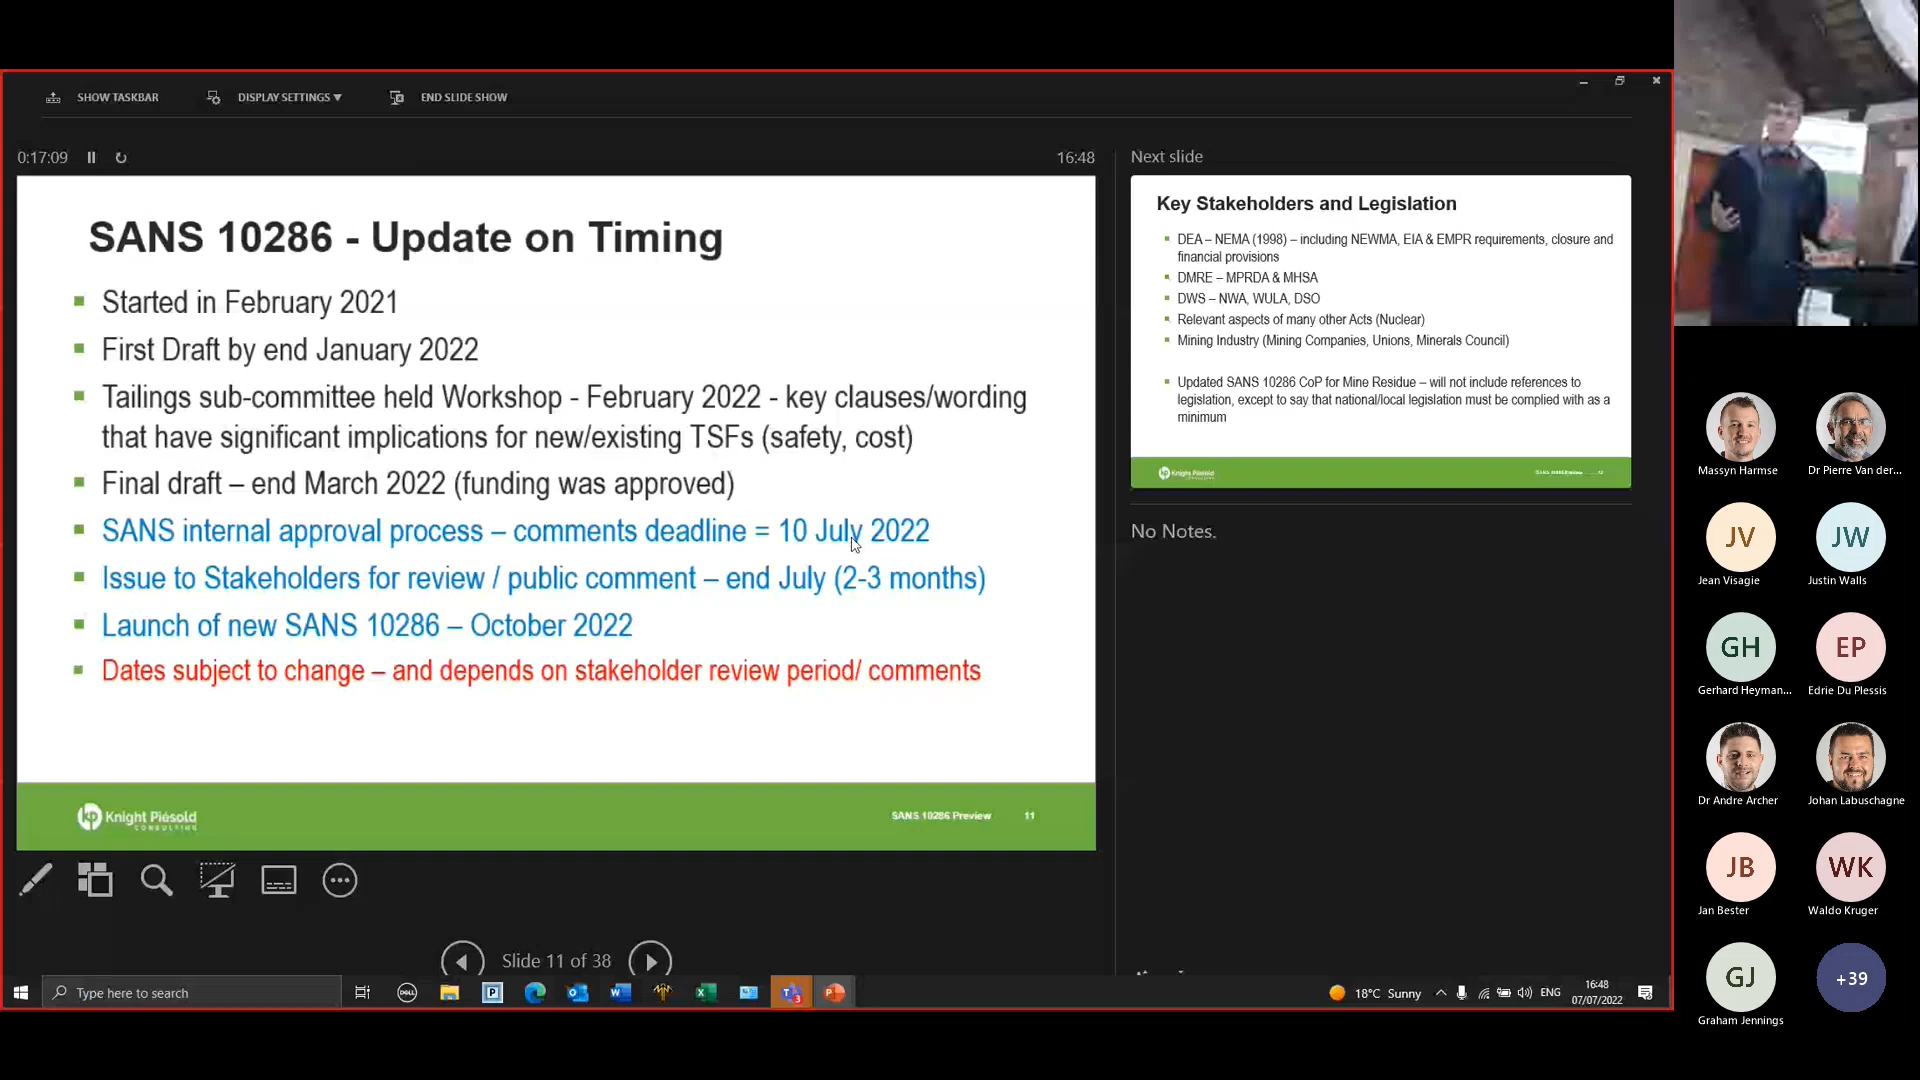 SHOW TASKBAR
DISPLAY SETTINGS ▼
END SLIDE SHOW
0:17:09
16:48
SANS 10286 - Update on Timing
Started in February 2021
First Draft by end January 2022
Tailings sub-committee held Workshop - February 2022 - key clauses/wording
that have significant implications for new/existing TSFs (safety, cost)
Final draft – end March 2022 (funding was approved)
SANS internal approval process – comments deadline = 10 July 2022
Issue to Stakeholders for review / public comment – end July (2-3 months)
Launch of new SANS 10286 – October 2022
Dates subject to change – and depends on stakeholder review period/ comments
kp Knight Piésold
CONSULTING
SANS 10286 Preview 11
Next slide
Key Stakeholders and Legislation
DEA – NEMA (1998) – including NEWMA, EIA & EMPR requirements, closure and
financial provisions
DMRE – MPRDA & MHSA
DWS – NWA, WULA, DSO
Relevant aspects of many other Acts (Nuclear)
Mining Industry (Mining Companies, Unions, Minerals Council)
Updated SANS 10286 CoP for Mine Residue – will not include references to
legislation, except to say that national/local legislation must be complied with as a
minimum
Knight Piésold
No Notes.
Slide 11 of 38
Type here to search
DELL
18°C Sunny
ENG
16:48
07/07/2022
Massyn Harmse
Dr Pierre Van der...
JV
Jean Visagie
JW
Justin Walls
GH
Gerhard Heyman...
EP
Edrie Du Plessis
Dr Andre Archer
Johan Labuschagne
JB
Jan Bester
WK
Waldo Kruger
GJ
Graham Jennings
+39